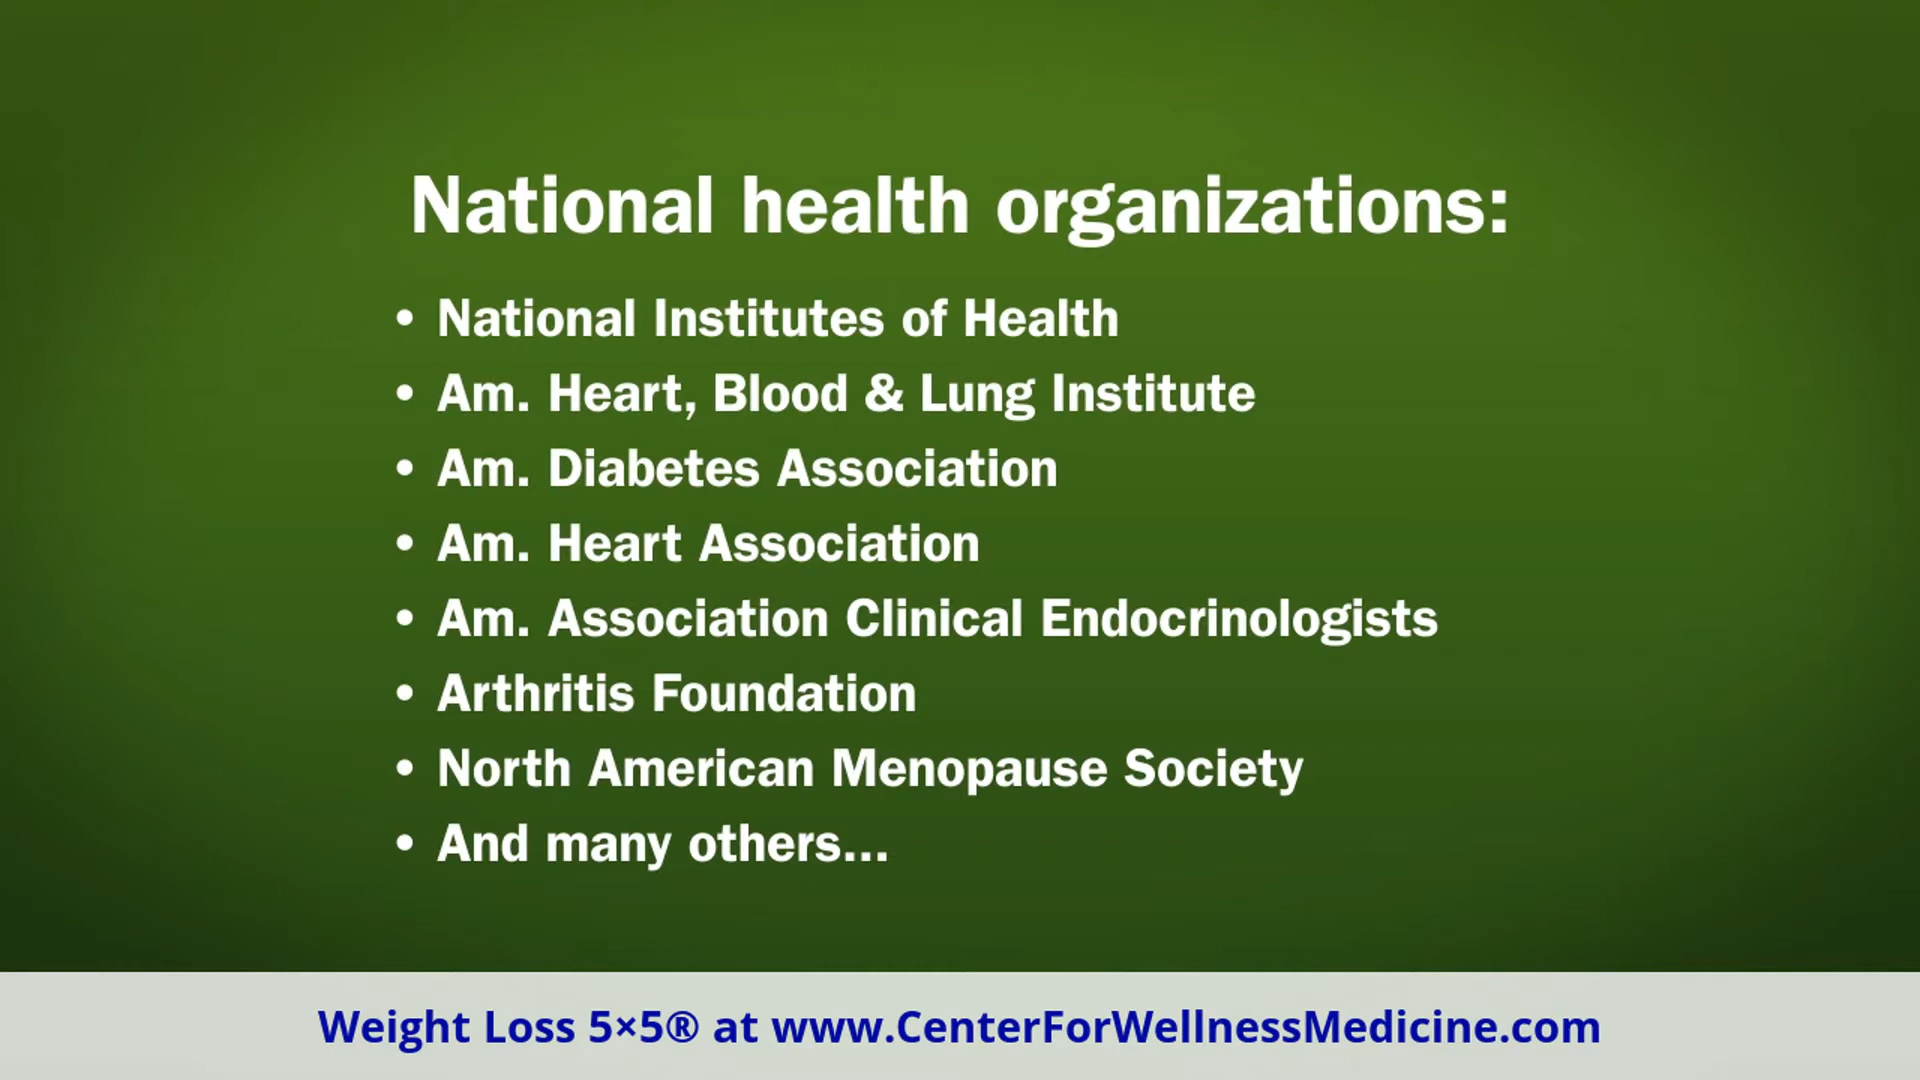 National health organizations:
• National Institutes of Health
• Am. Heart, Blood & Lung Institute
• Am. Diabetes Association
• Am. Heart Association
• Am. Association Clinical Endocrinologists
• Arthritis Foundation
• North American Menopause Society
• And many others...
Weight Loss 5×5® at www.CenterForWellnessMedicine.com